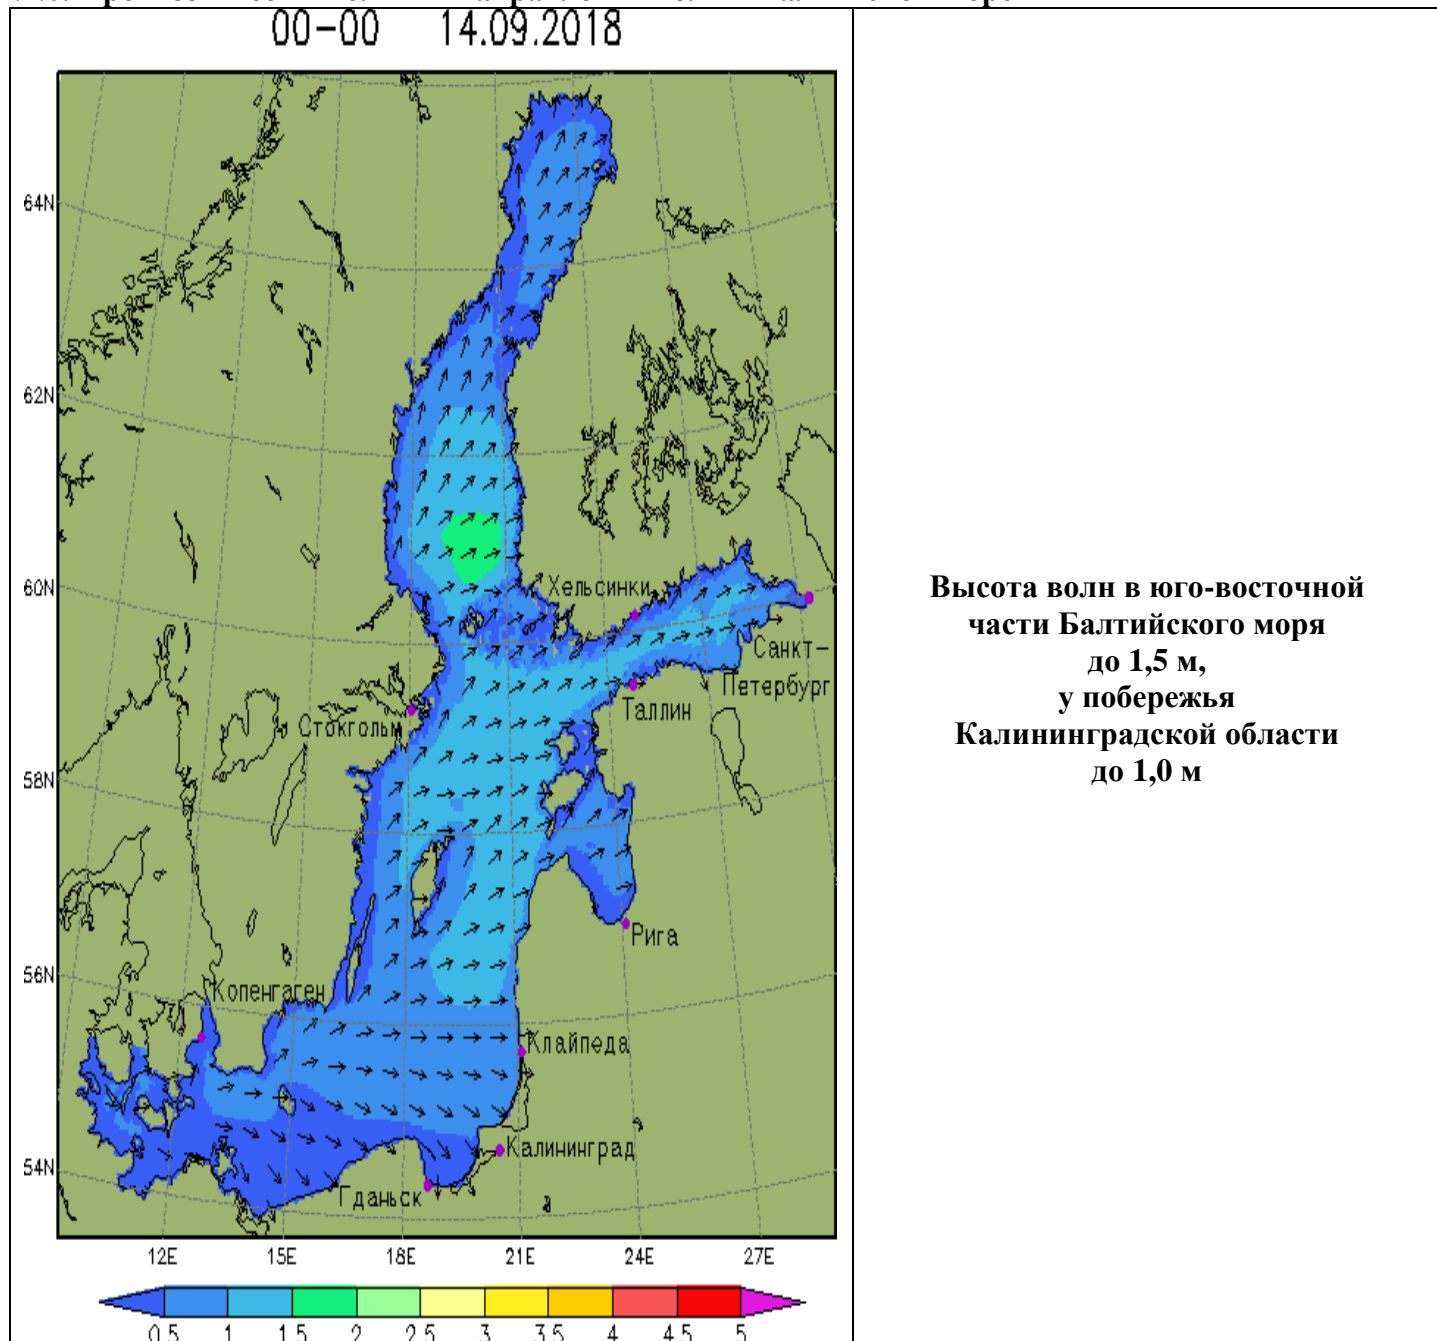 00-00 14.09.2018
64N
62N
60N
58N
56N
54N
Хельсинки
Санкт-
Петербург
Таллин
Стокгольм
Рига
Копенгаген
Клайпеда
Калининград
Гданьск
12E 15E 18E 21E 24E 27E
0.5 1 1.5 2 2.5 3 3.5 4 4.5 5
Высота волн в юго-восточной
части Балтийского моря
до 1,5 м,
у побережья
Калининградской области
до 1,0 м